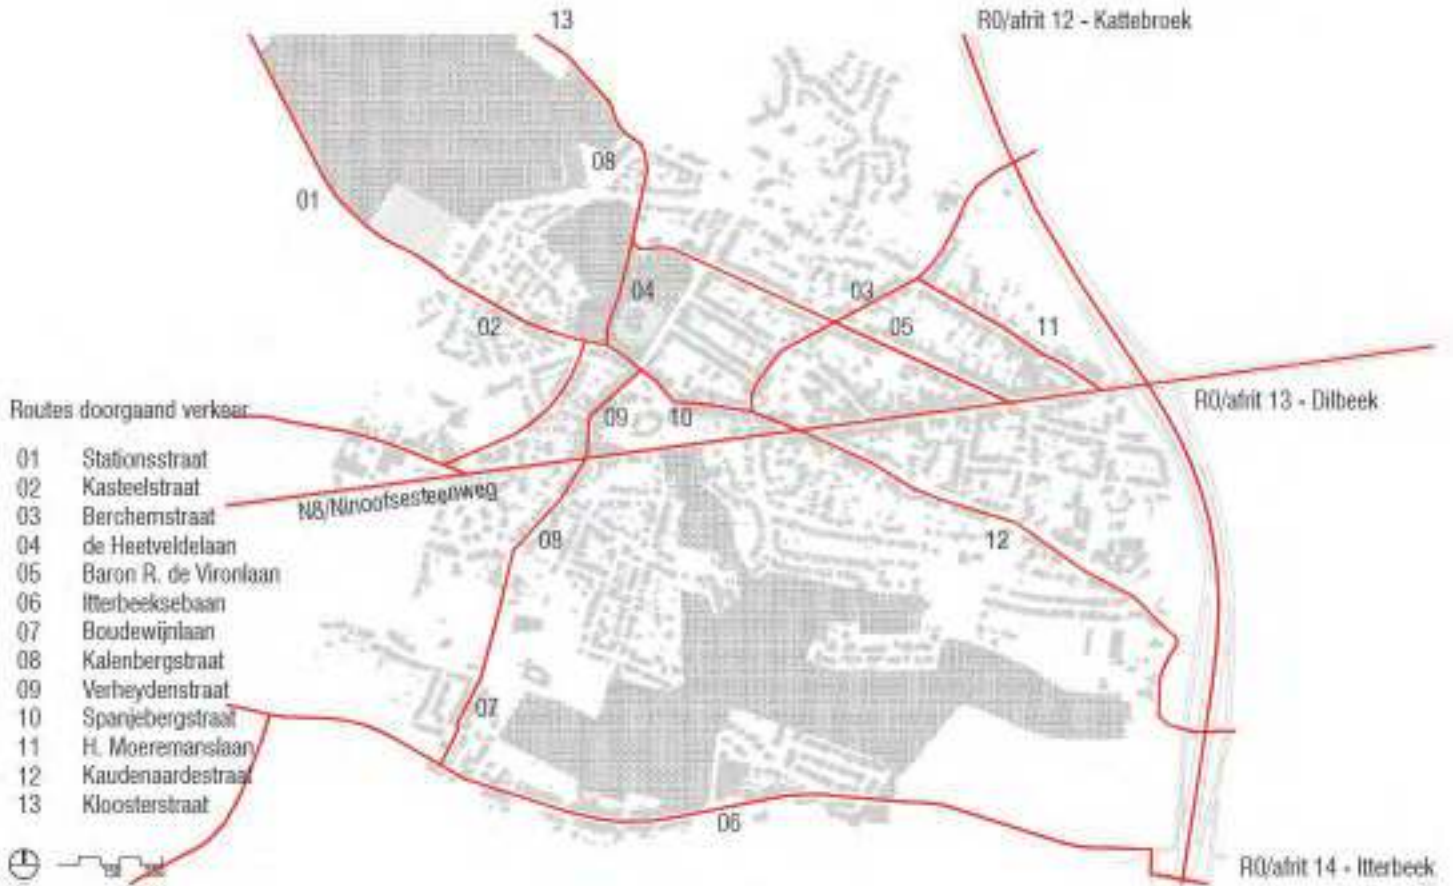 13
R0/afrit 12 - Kattebroek
08
01
04
03
02
05
11
R0/afrit 13 - Dilbeek
Routes doorgaand verkeer
09
10
01 Stationsstraat
02 Kasteelstraat
N8/Ninoofsesteenweg
03 Berchemstraat
04 de Heetveldelaan
09
12
05 Baron R. de Vironlaan
06 Itterbeeksebaan
07 Boudewijnlaan
08 Kalenbergstraat
09 Verheydenstraat
07
10 Spanjebergstraat
11 H. Moeremanslaan
12 Kaudenaardestraat
13 Kloosterstraat
06
R0/afrit 14 - Itterbeek